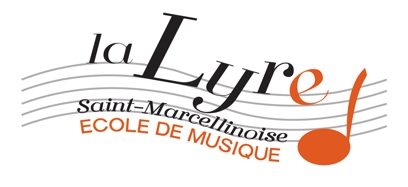 la Lyre
Saint-Marcellinoise
ECOLE DE MUSIQUE